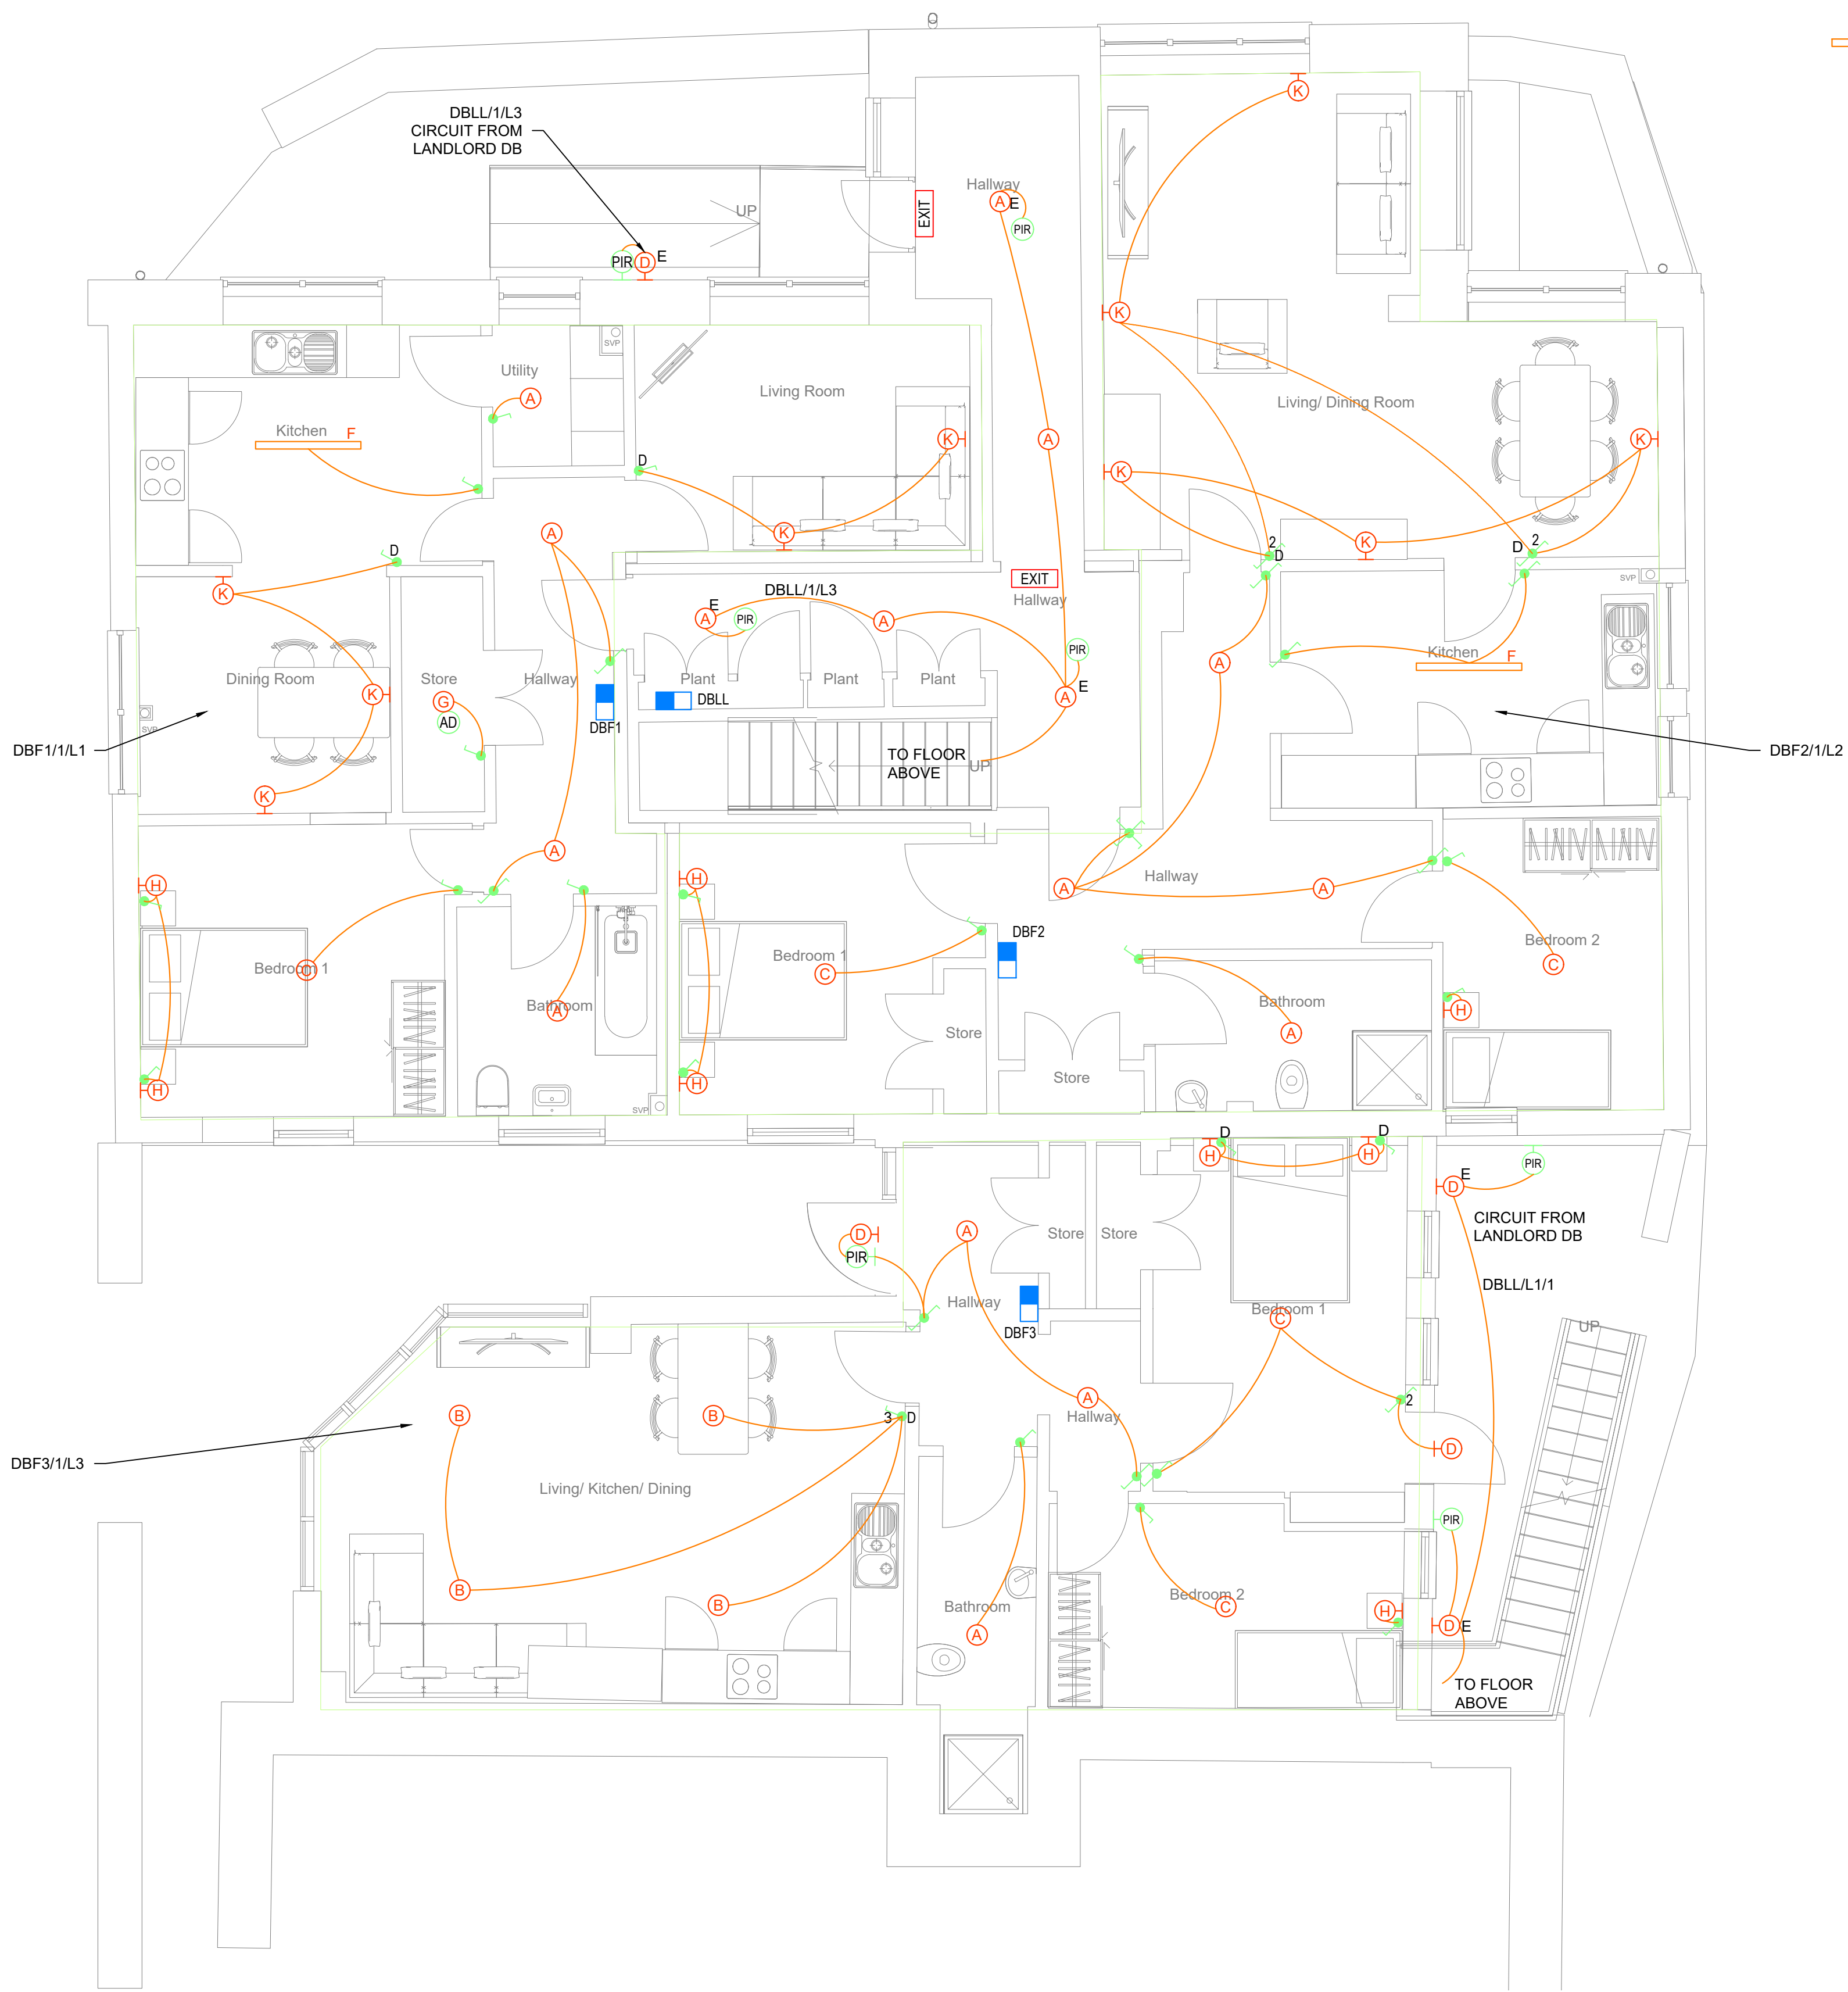 DBLL/1/L3
CIRCUIT FROM
LANDLORD DB
UP
PIR
D
E
EXIT
Hallway
A
E
PIR
K
K
Utility
A
SVP
Living Room
Kitchen
F
K
D
K
A
Living/ Dining Room
K
K
K
2
D
D
2
A
D
K
EXIT
Hallway
DBLL/1/L3
E
A
PIR
A
PIR
A
E
SVP
Kitchen
F
A
Dining Room
K
Store
G
AD
Hallway
Plant
Plant
Plant
DBLL
DBF1
SVP
DBF1/1/L1
K
TO FLOOR
ABOVE
UP
DBF2/1/L2
A
H
H
A
Hallway
A
Bedroom 1
C
Bathroom
A
Bedroom 1
C
DBF2
Bedroom 2
C
Bathroom
A
H
Store
Store
H
H
SVP
D
D
H
H
PIR
D
E
CIRCUIT FROM
LANDLORD DB
DBLL/L1/1
D
PIR
A
Store
Store
Hallway
DBF3
Bedroom 1
C
UP
B
B
3
D
A
Hallway
2
D
DBF3/1/L3
Living/ Kitchen/ Dining
PIR
B
B
Bathroom
A
Bedroom 2
C
H
D
E
TO FLOOR
ABOVE